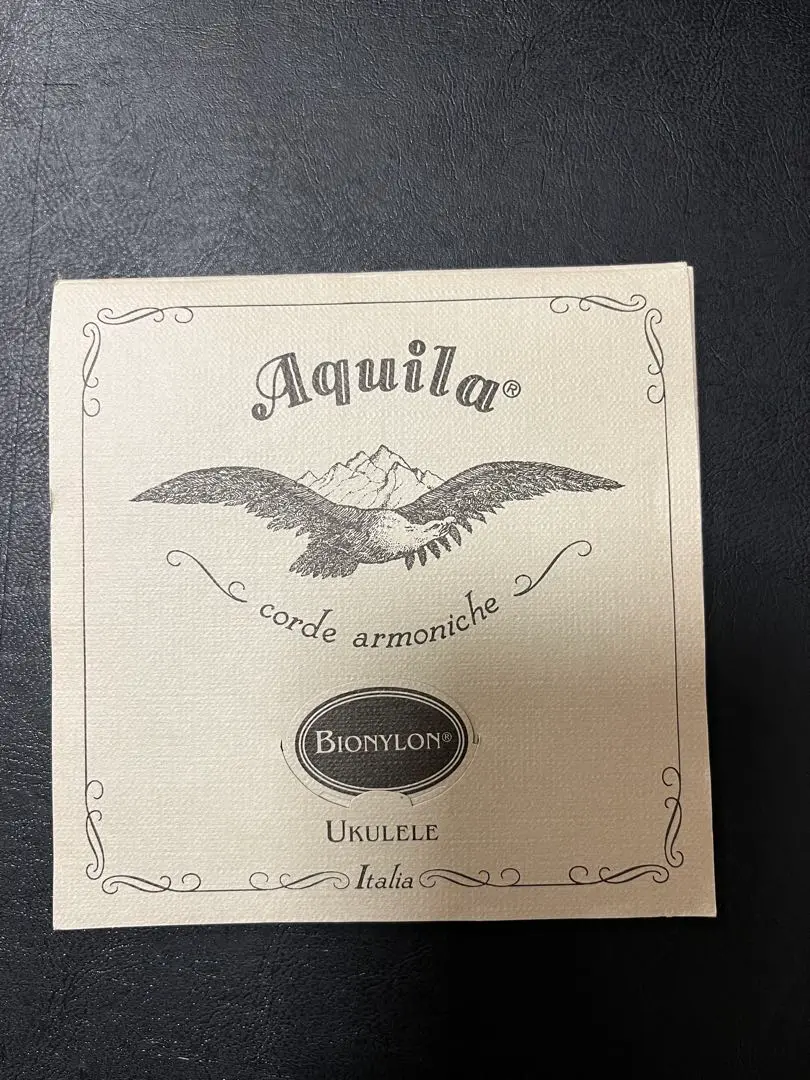 Aquila®
corde armoniche
BIONYLON®
UKULELE
Italia